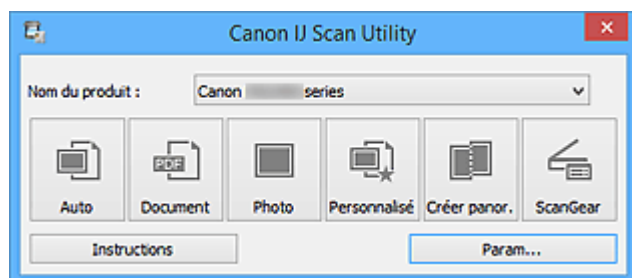 Canon IJ Scan Utility
Nom du produit : Canon series
Auto Document Photo Personnalisé Créer panor. ScanGear
PDF
Instructions Param...